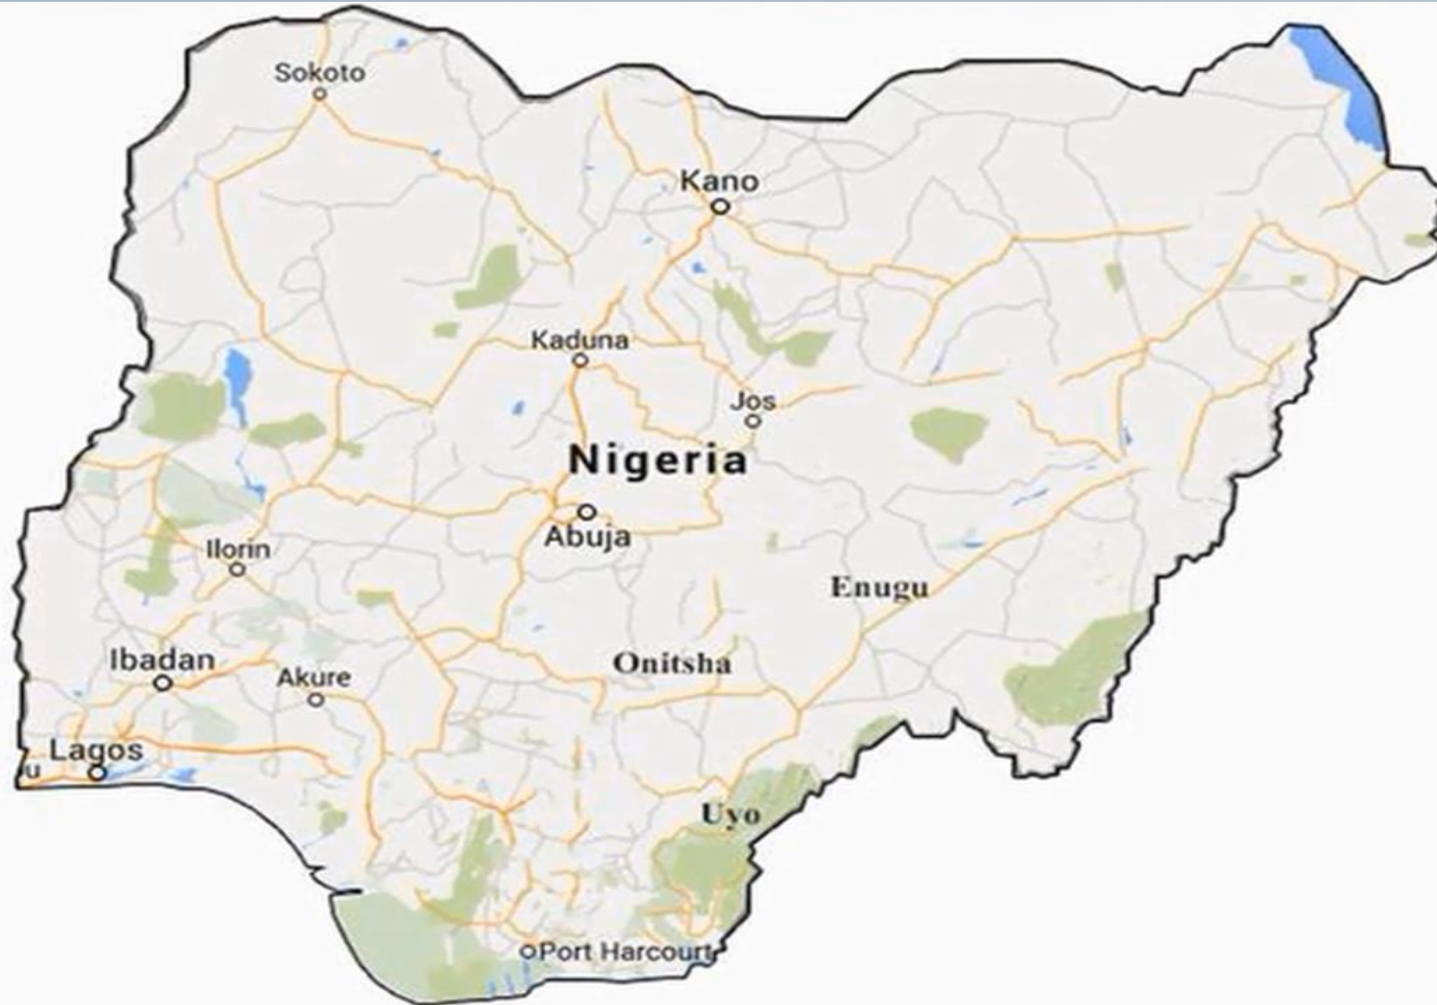 Sokoto
Kano
Kaduna
Jos
Nigeria
Abuja
Ilorin
Enugu
Ibadan
Onitsha
Akure
Lagos
u
Uyo
Port Harcourt